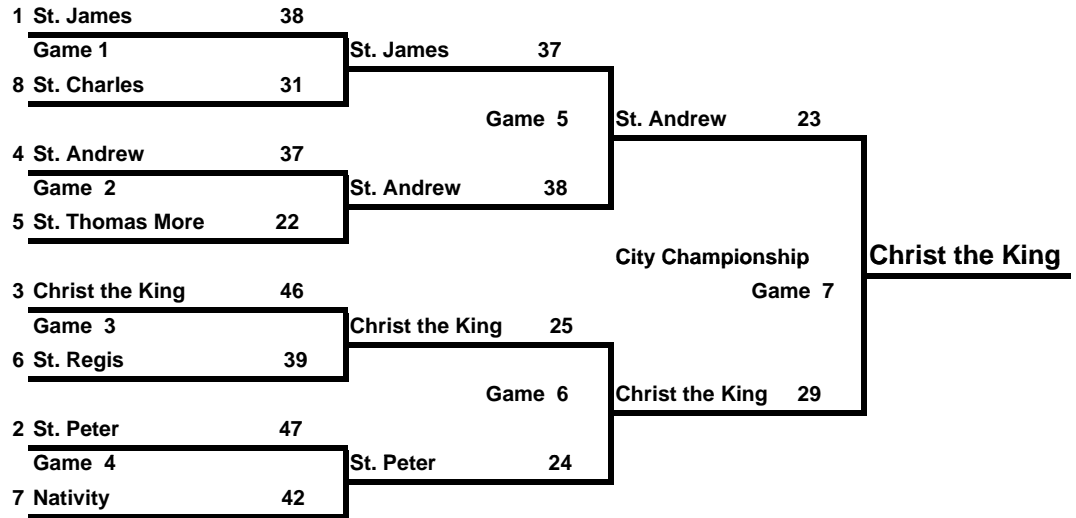 1 St. James 38
Game 1
St. James 37
8 St. Charles 31
Game 5
St. Andrew 23
4 St. Andrew 37
Game 2
St. Andrew 38
5 St. Thomas More 22
City Championship
Christ the King
3 Christ the King 46
Game 7
Game 3
Christ the King 25
6 St. Regis 39
Game 6
Christ the King 29
2 St. Peter 47
Game 4
St. Peter 24
7 Nativity 42